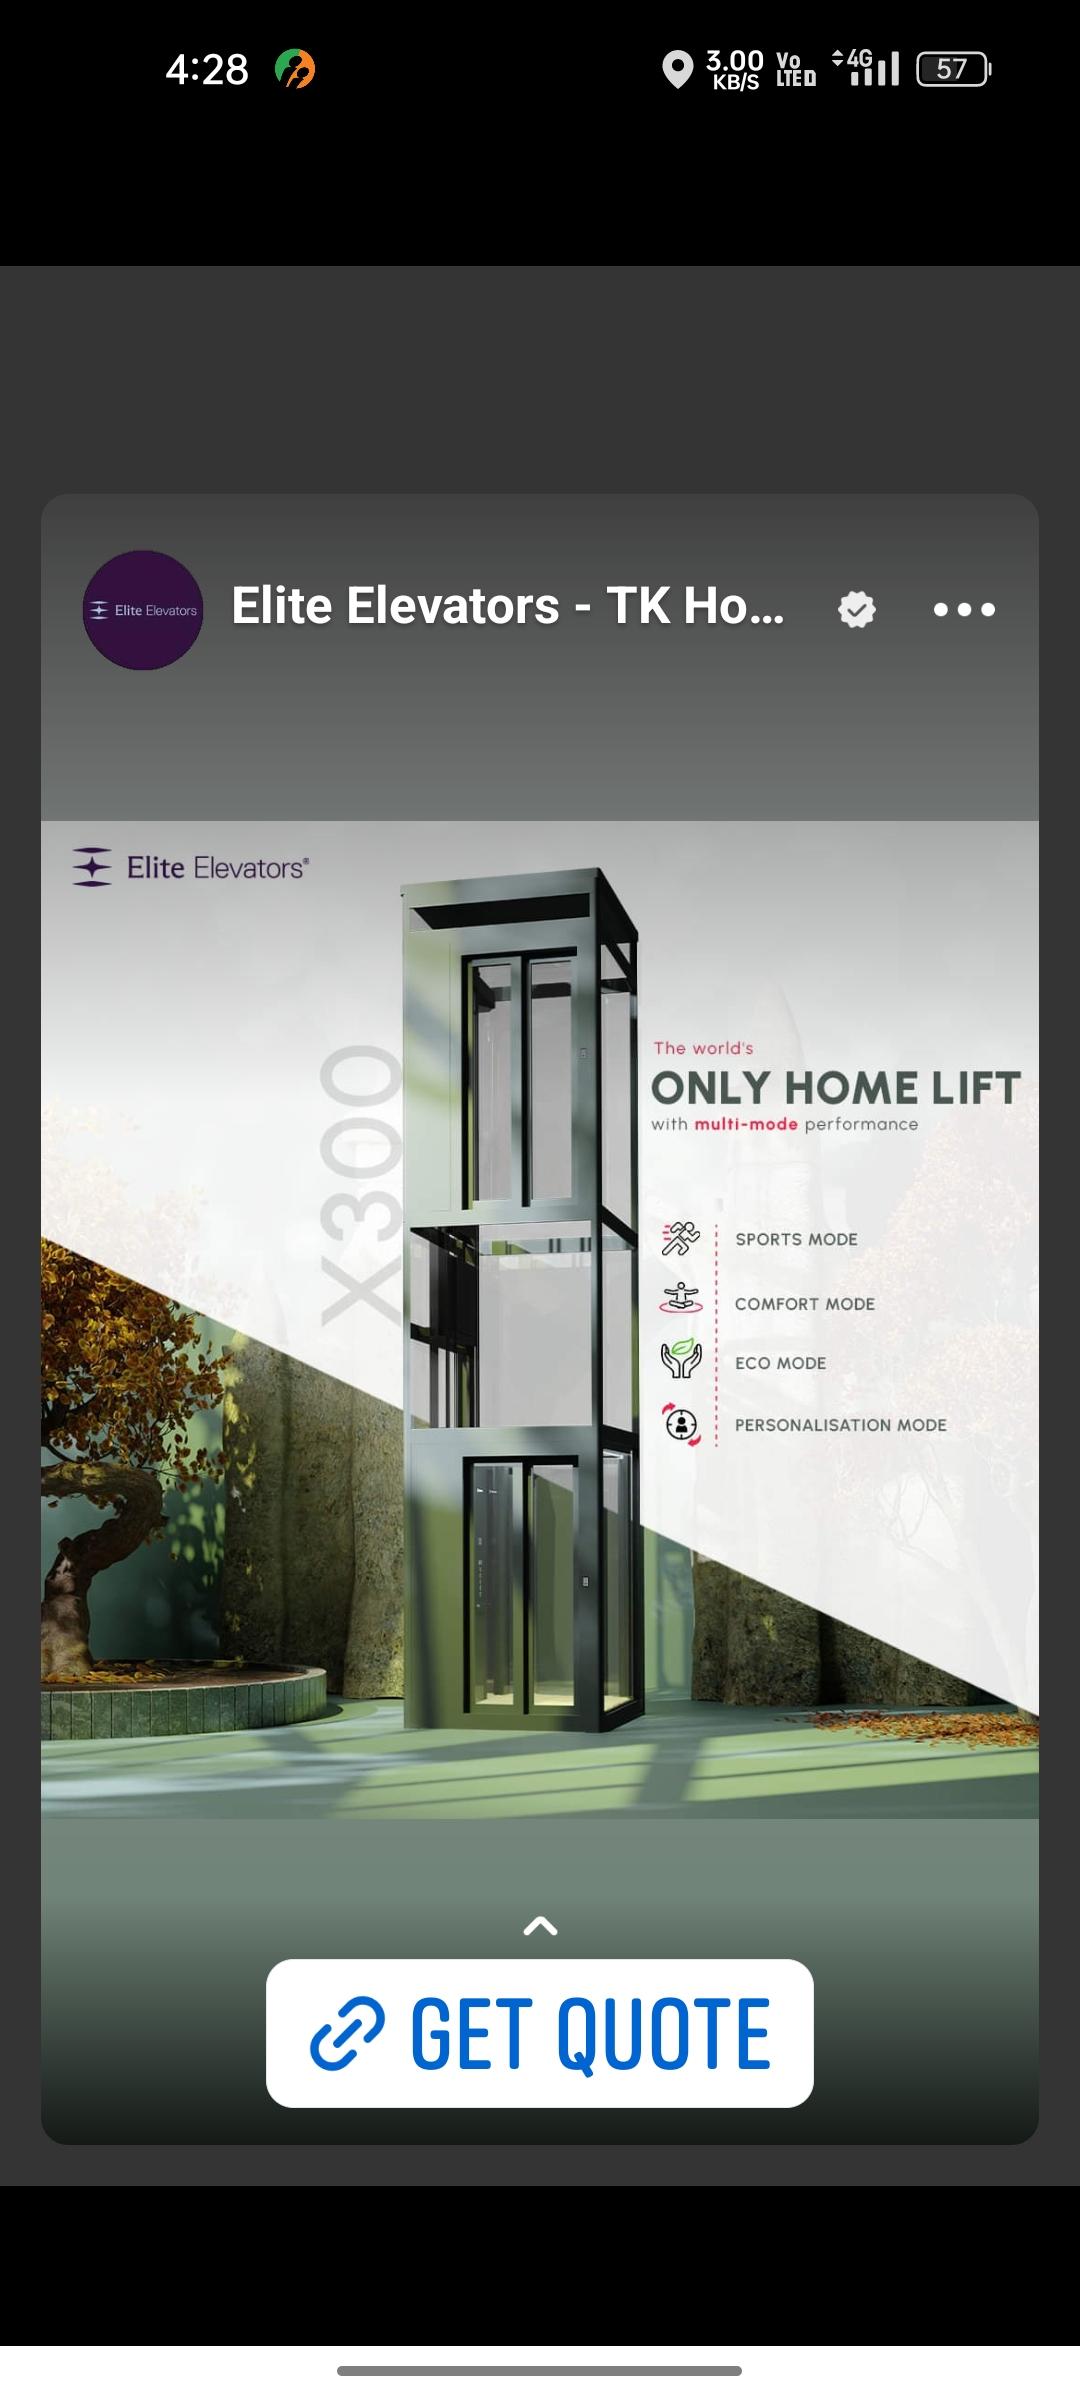 4:28
3.00 KB/S
Vo LTE
4G
57
Elite Elevators
Elite Elevators - TK Ho...
Elite Elevators®
X300
The world's
ONLY HOME LIFT
with multi-mode performance
SPORTS MODE
COMFORT MODE
ECO MODE
PERSONALISATION MODE
GET QUOTE